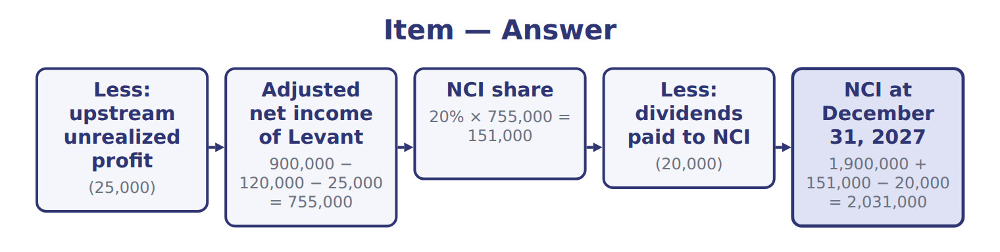 Item — Answer
Less:
upstream
unrealized
profit
(25,000)
Adjusted
net income
of Levant
900,000 −
120,000 − 25,000
= 755,000
NCI share
20% × 755,000 =
151,000
Less:
dividends
paid to NCI
(20,000)
NCI at
December
31, 2027
1,900,000 +
151,000 − 20,000
= 2,031,000